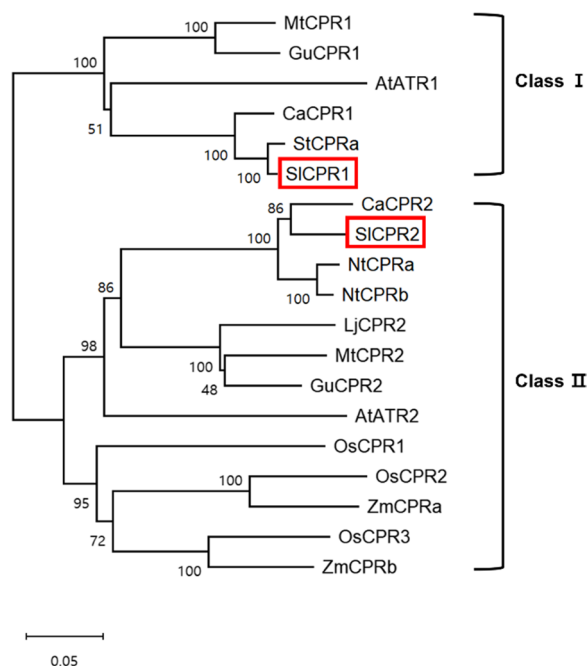 MtCPR1
100
GuCPR1
100
AtATR1
Class Ⅰ
CaCPR1
51
StCPRa
100
SlCPR1
100
CaCPR2
86
SlCPR2
100
NtCPRa
NtCPRb
100
86
LjCPR2
98
MtCPR2
100
GuCPR2
48
Class Ⅱ
AtATR2
OsCPR1
OsCPR2
100
ZmCPRa
95
OsCPR3
72
ZmCPRb
100
0.05